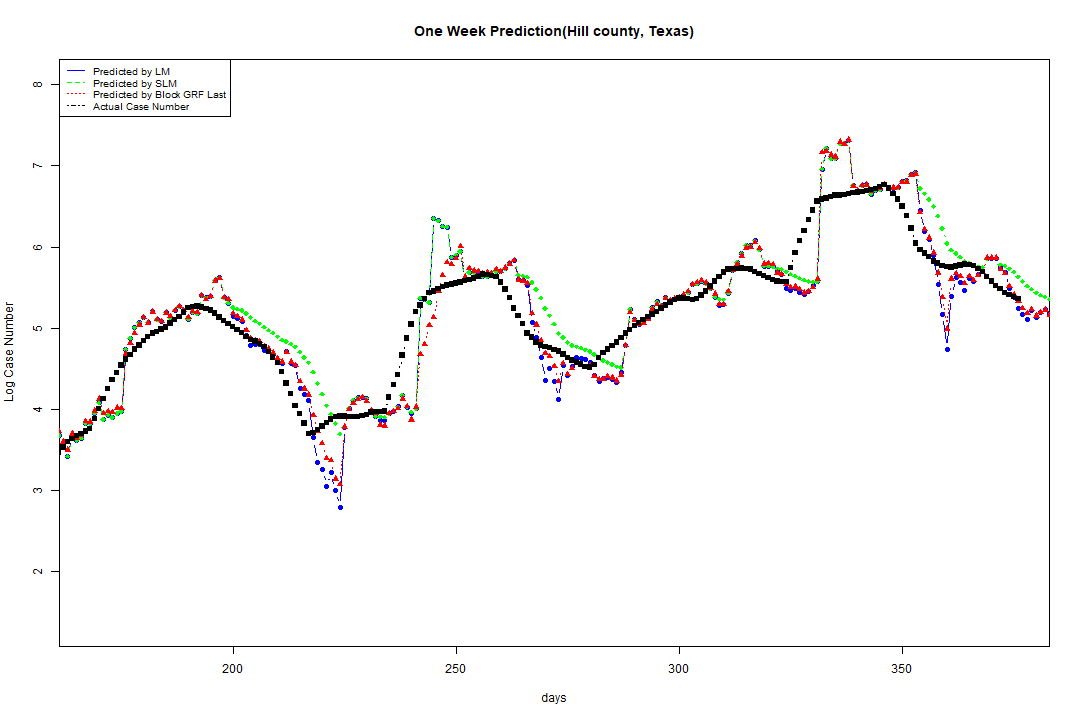 One Week Prediction(Hill county, Texas)
Predicted by LM
Predicted by SLM
Predicted by Block GRF Last
Actual Case Number
8
7
6
5
4
3
2
Log Case Number
200
250
300
350
days